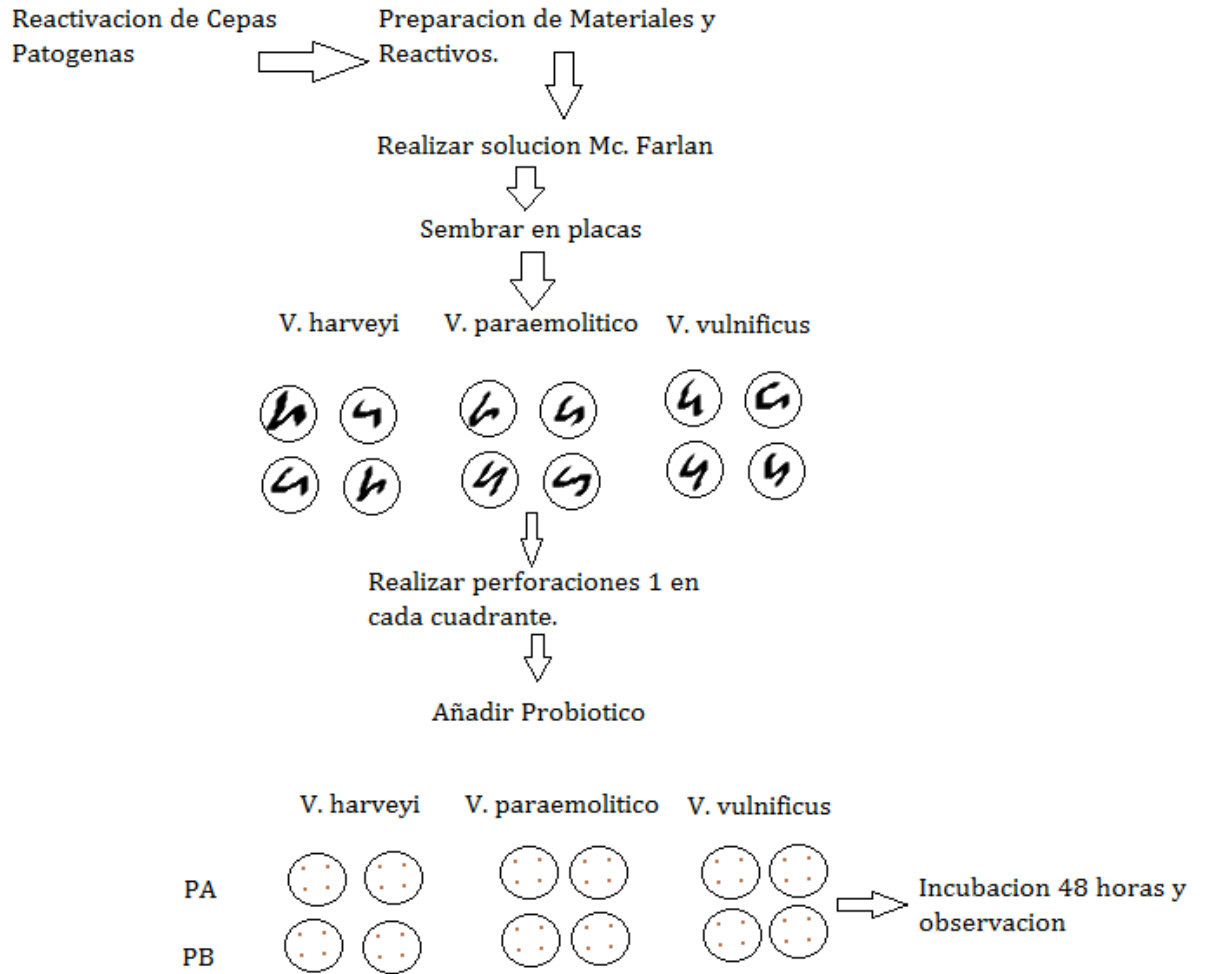 Reactivacion de Cepas
Patogenas
Preparacion de Materiales y
Reactivos.
Realizar solucion Mc. Farlan
Sembrar en placas
V. harveyi V. paraemolitico V. vulnificus
Realizar perforaciones 1 en
cada cuadrante.
Añadir Probiotico
V. harveyi V. paraemolitico V. vulnificus
PA
PB
Incubacion 48 horas y
observacion